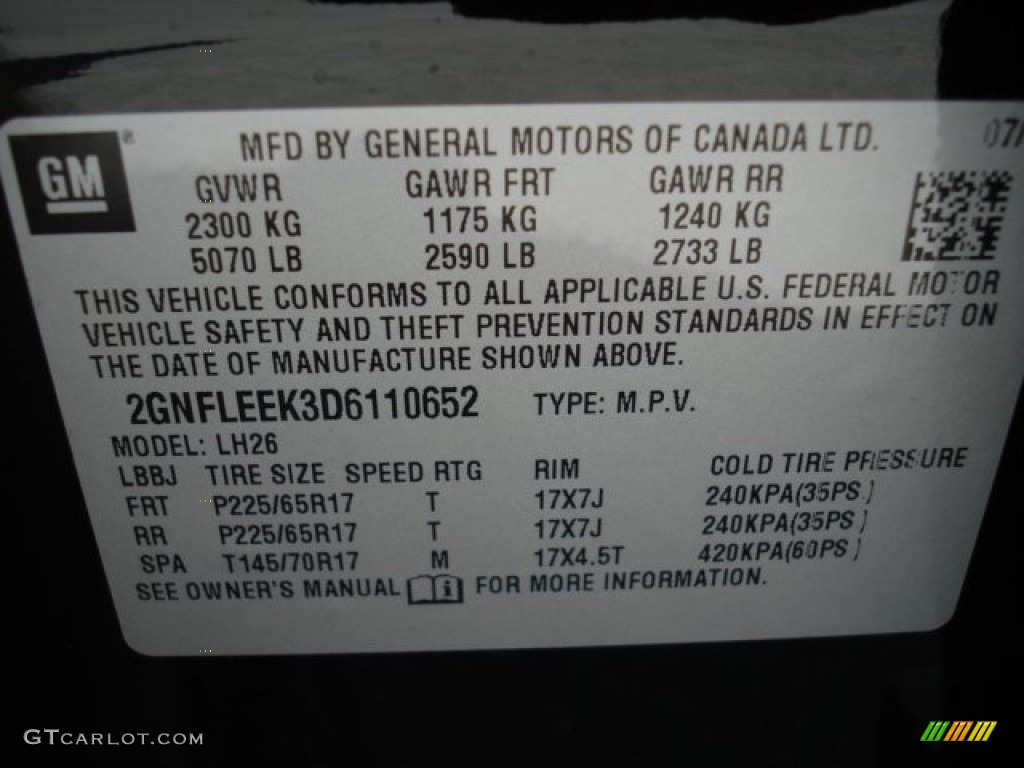 GM
MFD BY GENERAL MOTORS OF CANADA LTD. 07/
GVWR GAWR FRT GAWR RR
2300 KG 1175 KG 1240 KG
5070 LB 2590 LB 2733 LB
THIS VEHICLE CONFORMS TO ALL APPLICABLE U.S. FEDERAL MOTOR
VEHICLE SAFETY AND THEFT PREVENTION STANDARDS IN EFFECT ON
THE DATE OF MANUFACTURE SHOWN ABOVE.
2GNFLEEK3D6110652 TYPE: M.P.V.
MODEL: LH26
LBBJ TIRE SIZE SPEED RTG RIM COLD TIRE PRESSURE
FRT P225/65R17 T 17X7J 240KPA(35PS )
RR P225/65R17 T 17X7J 240KPA(35PS )
SPA T145/70R17 M 17X4.5T 420KPA(60PS )
SEE OWNER'S MANUAL FOR MORE INFORMATION.
GTCARLOT.COM